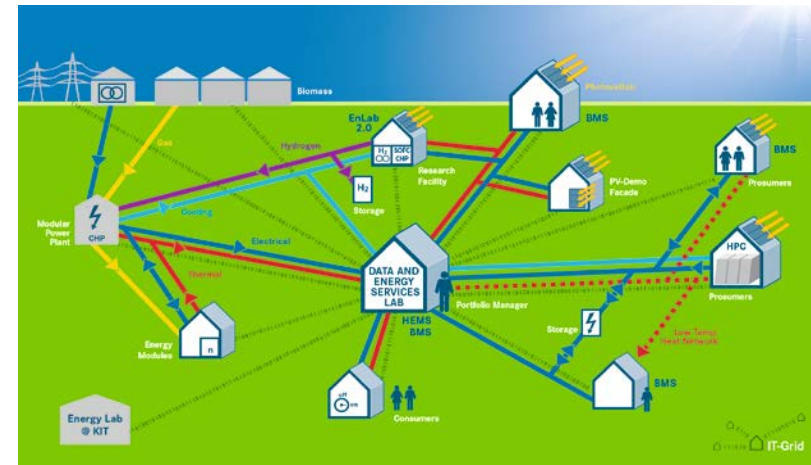 Biomass
Photovoltaic
BMS
EnLab
2.0
Hydrogen
Gas
H₂
SOFC
CHP
Research
Facility
H₂
Storage
PV-Demo
Facade
BMS
Prosumers
Cooling
Modular
Power
Plant
CHP
Electrical
Thermal
DATA AND
ENERGY
SERVICES
LAB
HEMS
BMS
Portfolio Manager
HPC
Prosumers
Storage
Low Temp.
Heat Network
Energy
Modules
n
off
on
Consumers
BMS
Energy Lab
@ KIT
IT-Grid